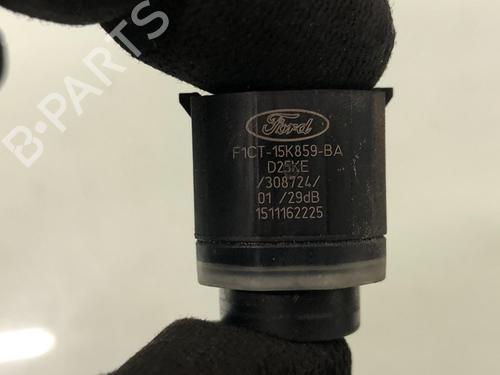 B-PARTS
Ford
F1CT-15K859-BA
D25KE
/308724/
01 /29dB
1511162225